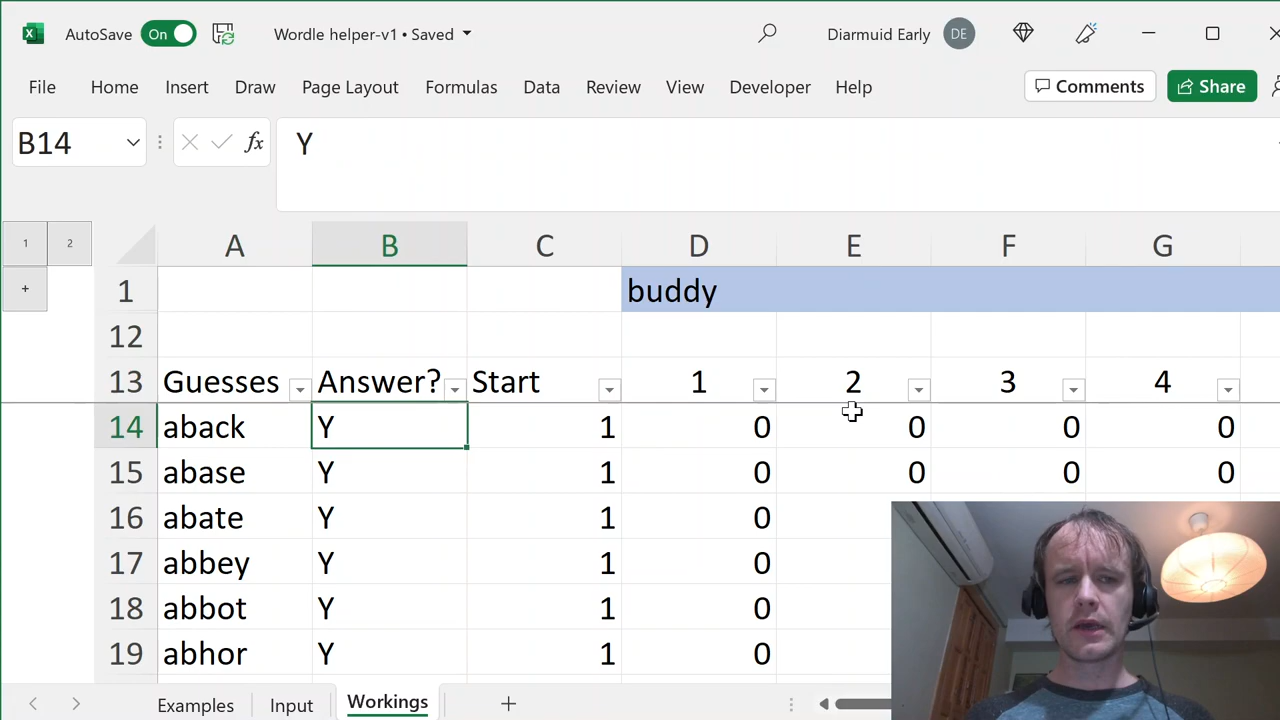 AutoSave On Wordle helper-v1 • Saved Diarmuid Early DE
File Home Insert Draw Page Layout Formulas Data Review View Developer Help Comments Share
B14 fx Y
1 2 A B C D E F G
+ 1 buddy
12
13 Guesses Answer? Start 1 2 3 4
14 aback Y 1 0 0 0 0
15 abase Y 1 0 0 0 0
16 abate Y 1 0
17 abbey Y 1 0
18 abbot Y 1 0
19 abhor Y 1 0
Examples Input Workings +